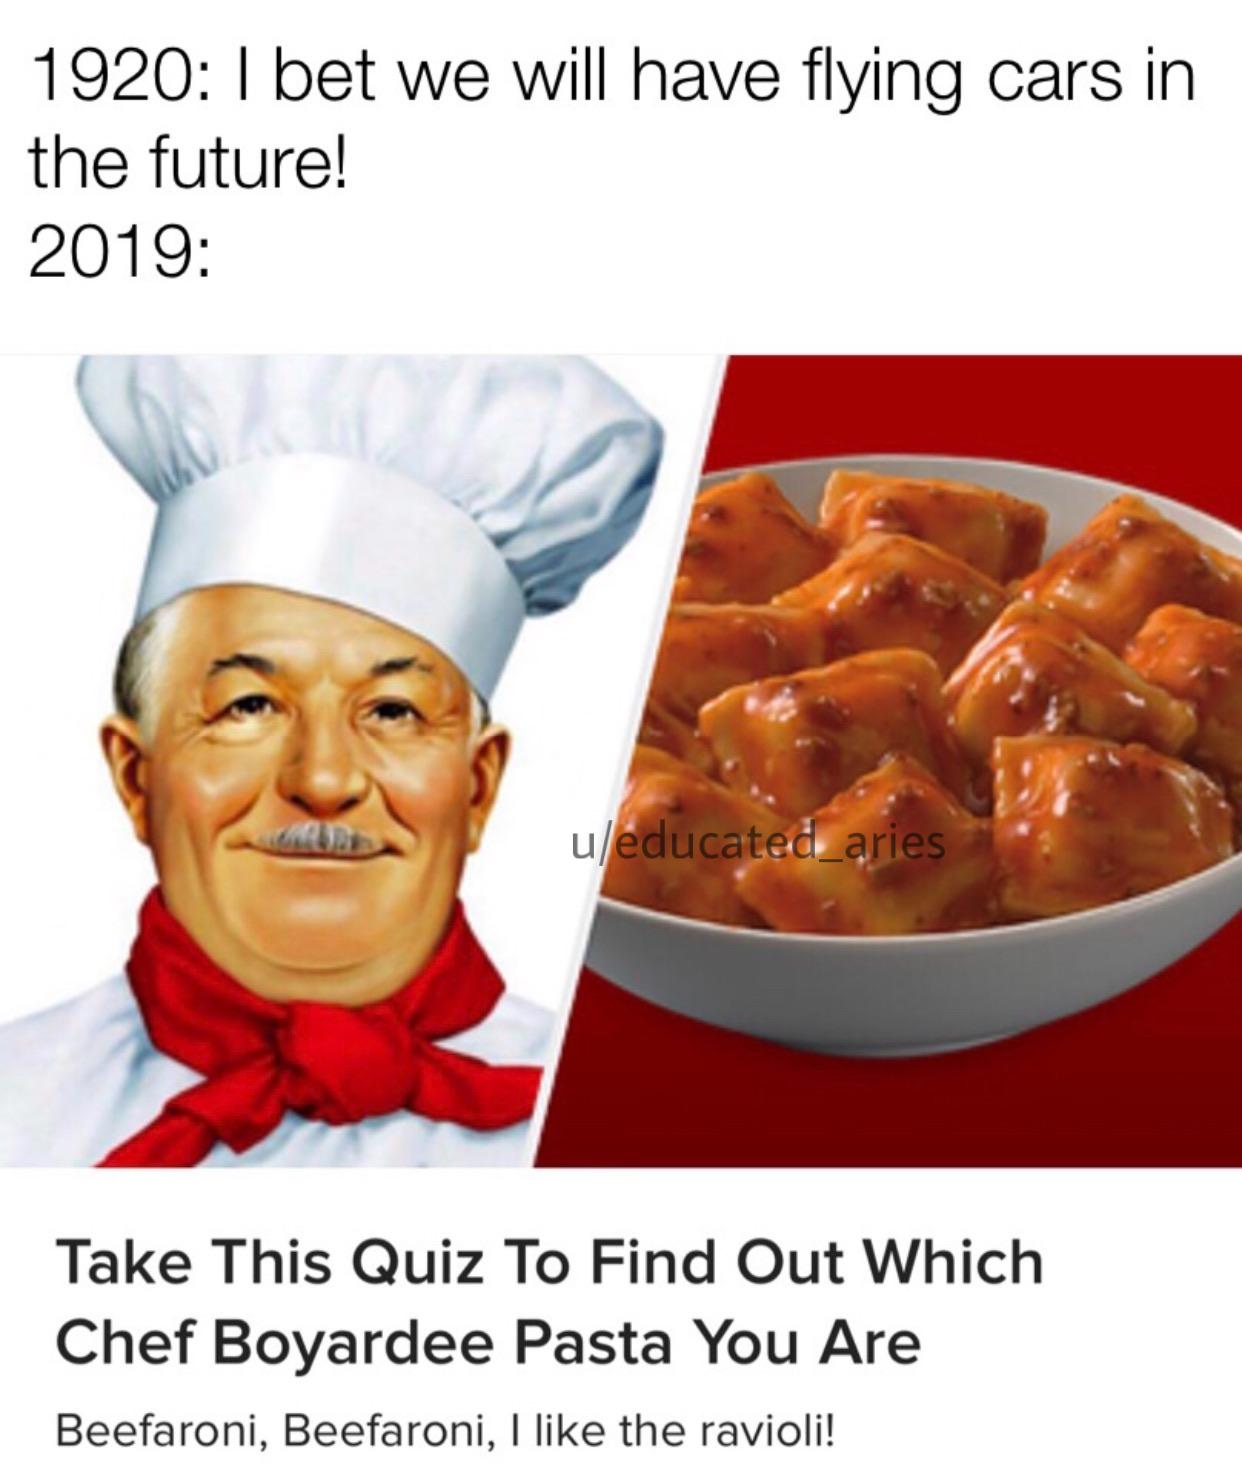 1920: I bet we will have flying cars in
the future!
2019:
u/educated_aries
Take This Quiz To Find Out Which
Chef Boyardee Pasta You Are
Beefaroni, Beefaroni, I like the ravioli!